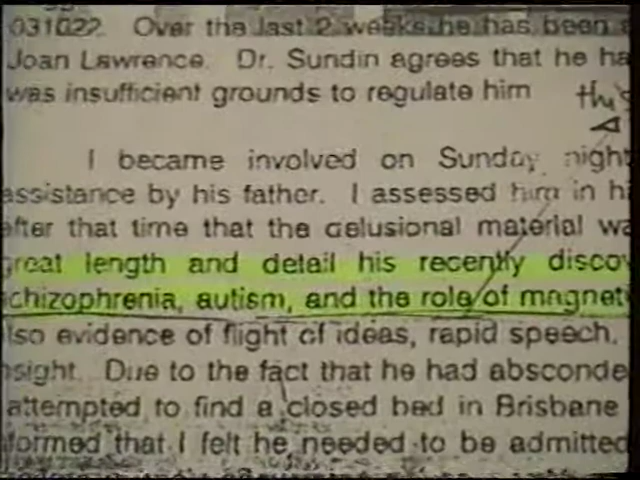 031022. Over the last 2 weeks he has been a
Joan Lawrence. Dr. Sundin agrees that he ha
was insufficient grounds to regulate him
this
I became involved on Sunday night
assistance by his father. I assessed him in hi
after that time that the delusional material wa
great length and detail his recently discov
chizophrenia, autism, and the role of magnet
lso evidence of flight of ideas, rapid speech,
nsight. Due to the fact that he had absconde
attempted to find a closed bed in Brisbane
formed that I felt he needed to be admitted